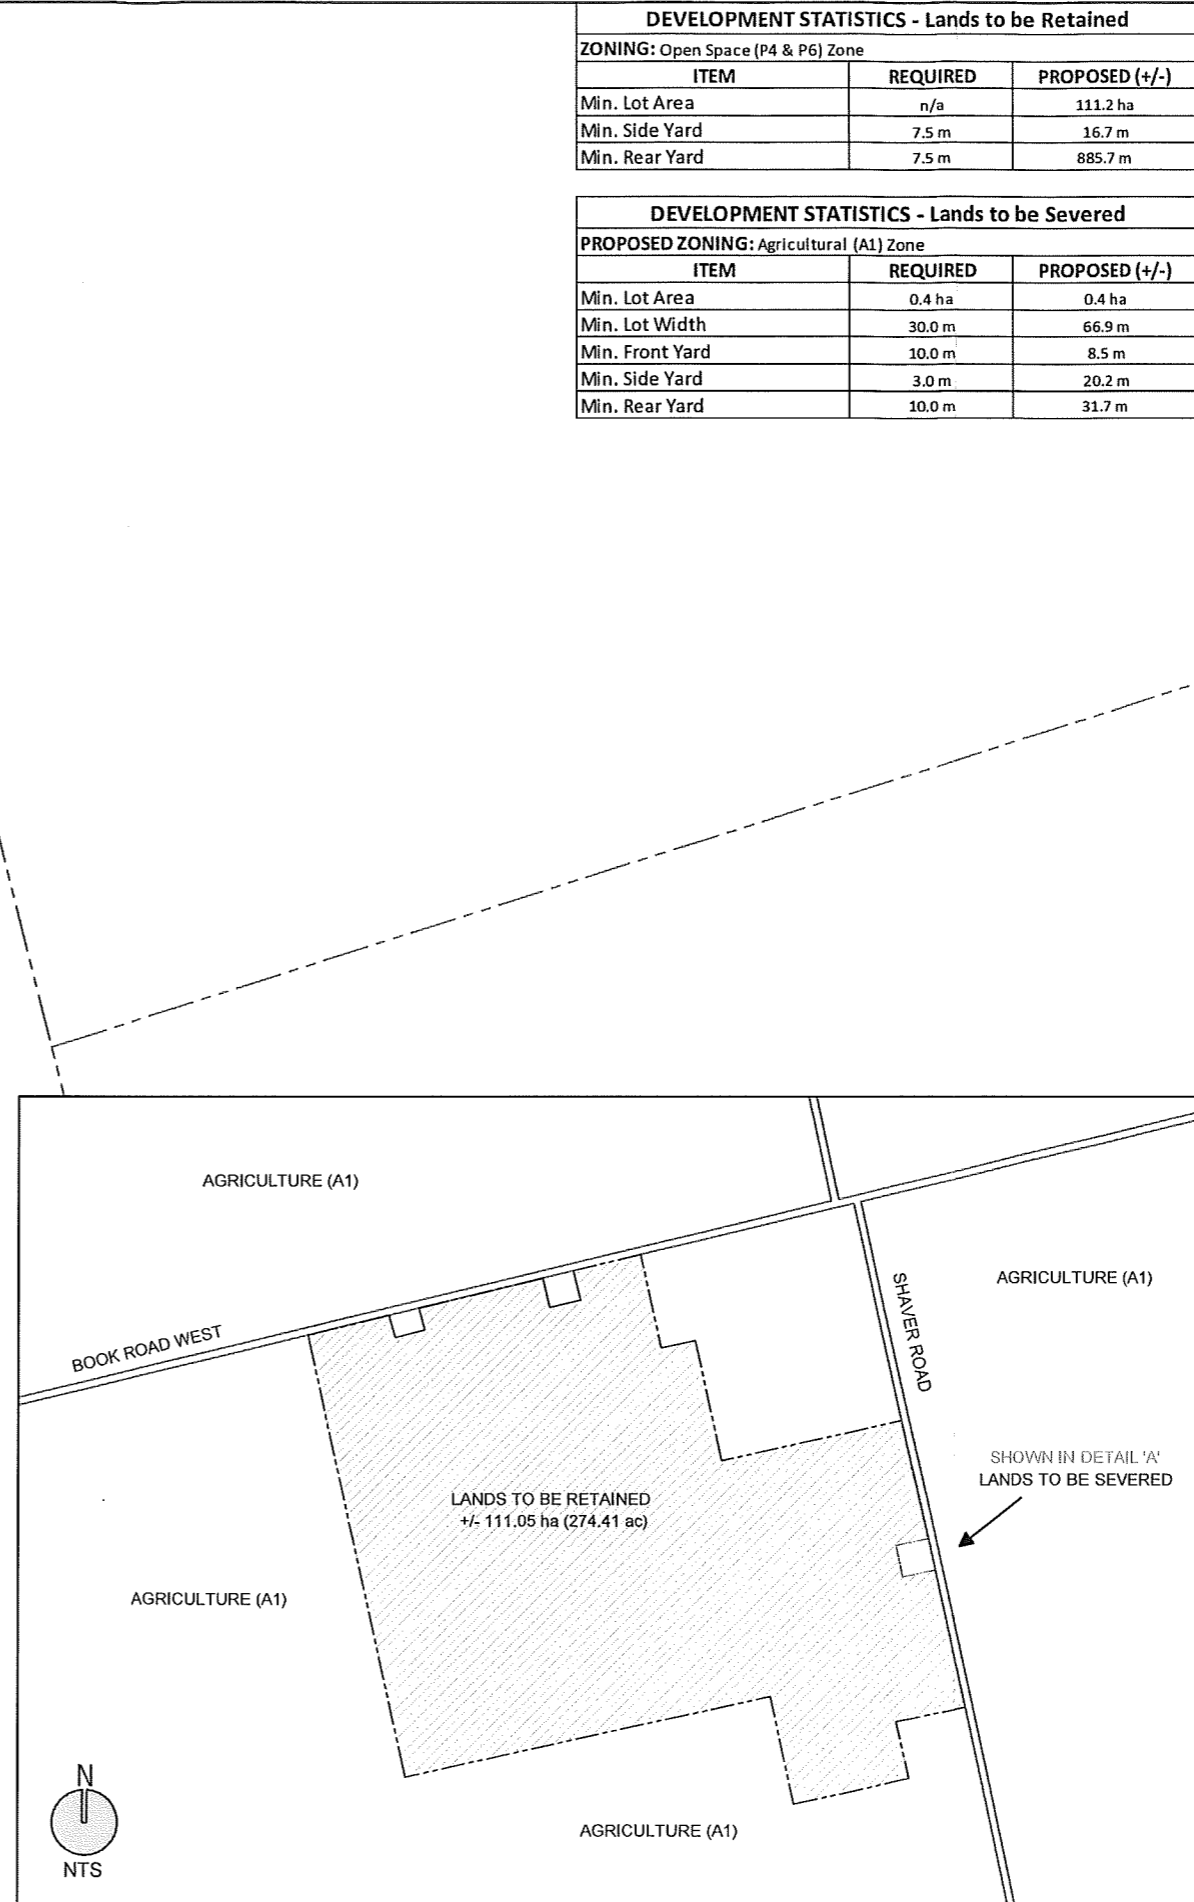 DEVELOPMENT STATISTICS - Lands to be Retained
ZONING: Open Space (P4 & P6) Zone
ITEM REQUIRED PROPOSED (+/-)
Min. Lot Area n/a 111.2 ha
Min. Side Yard 7.5 m 16.7 m
Min. Rear Yard 7.5 m 885.7 m
DEVELOPMENT STATISTICS - Lands to be Severed
PROPOSED ZONING: Agricultural (A1) Zone
ITEM REQUIRED PROPOSED (+/-)
Min. Lot Area 0.4 ha 0.4 ha
Min. Lot Width 30.0 m 66.9 m
Min. Front Yard 10.0 m 8.5 m
Min. Side Yard 3.0 m 20.2 m
Min. Rear Yard 10.0 m 31.7 m
AGRICULTURE (A1)
AGRICULTURE (A1)
SHAVER ROAD
BOOK ROAD WEST
SHOWN IN DETAIL 'A'
LANDS TO BE SEVERED
LANDS TO BE RETAINED
+/- 111.05 ha (274.41 ac)
AGRICULTURE (A1)
N
NTS
AGRICULTURE (A1)